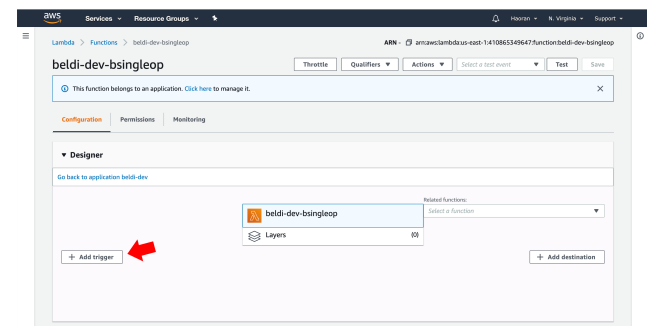 aws Services Resource Groups Haoran N. Virginia Support
Lambda > Functions > beldi-dev-bsingleop ARN - arn:aws:lambda:us-east-1:410865349647:function:beldi-dev-bsingleop
beldi-dev-bsingleop Throttle Qualifiers Actions Select a test event Test Save
This function belongs to an application. Click here to manage it.
Configuration Permissions Monitoring
Designer
Go back to application beldi-dev
Related functions:
beldi-dev-bsingleop Select a function
Layers (0)
+ Add trigger + Add destination